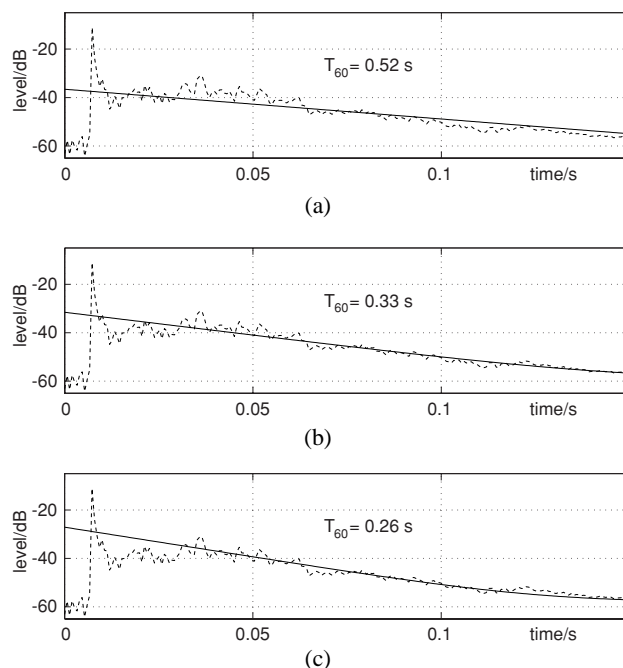 -20
-40
-60
level/dB
T60= 0.52 s
0
0.05
0.1
time/s
(a)
-20
-40
-60
level/dB
T60= 0.33 s
0
0.05
0.1
time/s
(b)
-20
-40
-60
level/dB
T60= 0.26 s
0
0.05
0.1
time/s
(c)